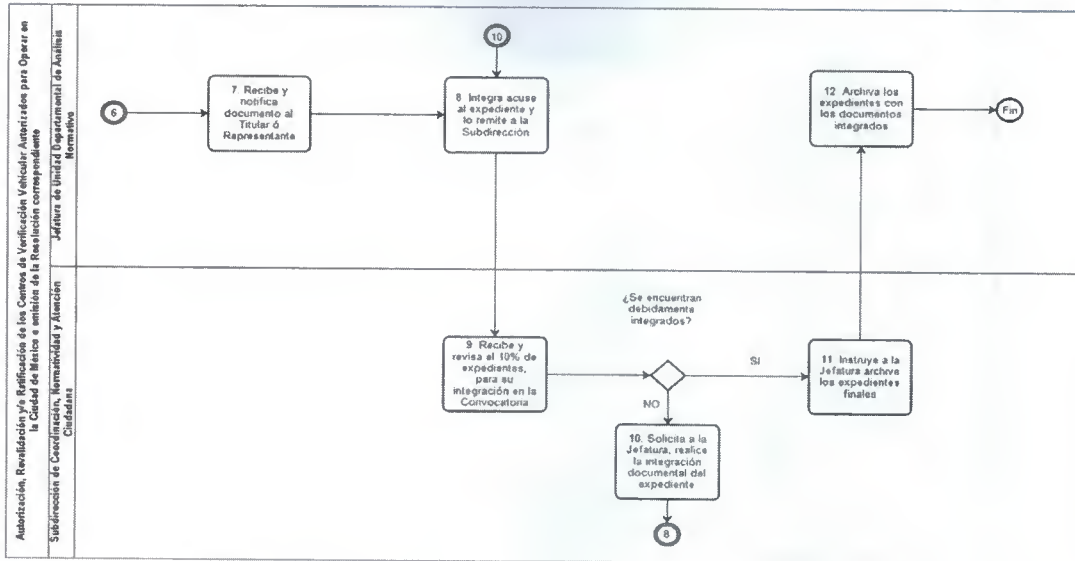 Autorización, Revalidación y/o Ratificación de los Centros de Verificación Vehicular Autorizados para Operar en
la Ciudad de México e emisión de la Resolución correspondiente
Jefatura de Unidad Departamental de Análisis
Normativo
6
7. Recibe y
notifica
documento al
Titular ó
Representante
10
8 Integra acuse
al expediente y
lo remite a la
Subdirección
12 Archiva los
expedientes con
los documentos
integrados
Fin
Subdirección de Coordinación, Normatividad y Atención
Ciudadana
9 Recibe y
revisa el 10% de
expedientes,
para su
integración en la
Convocatoria
¿Se encuentran
debidamente
integrados?
SI
NO
11 Instruye a la
Jefatura archive
los expedientes
finales
10. Solicita a la
Jefatura, realice
la integración
documental del
expediente
8